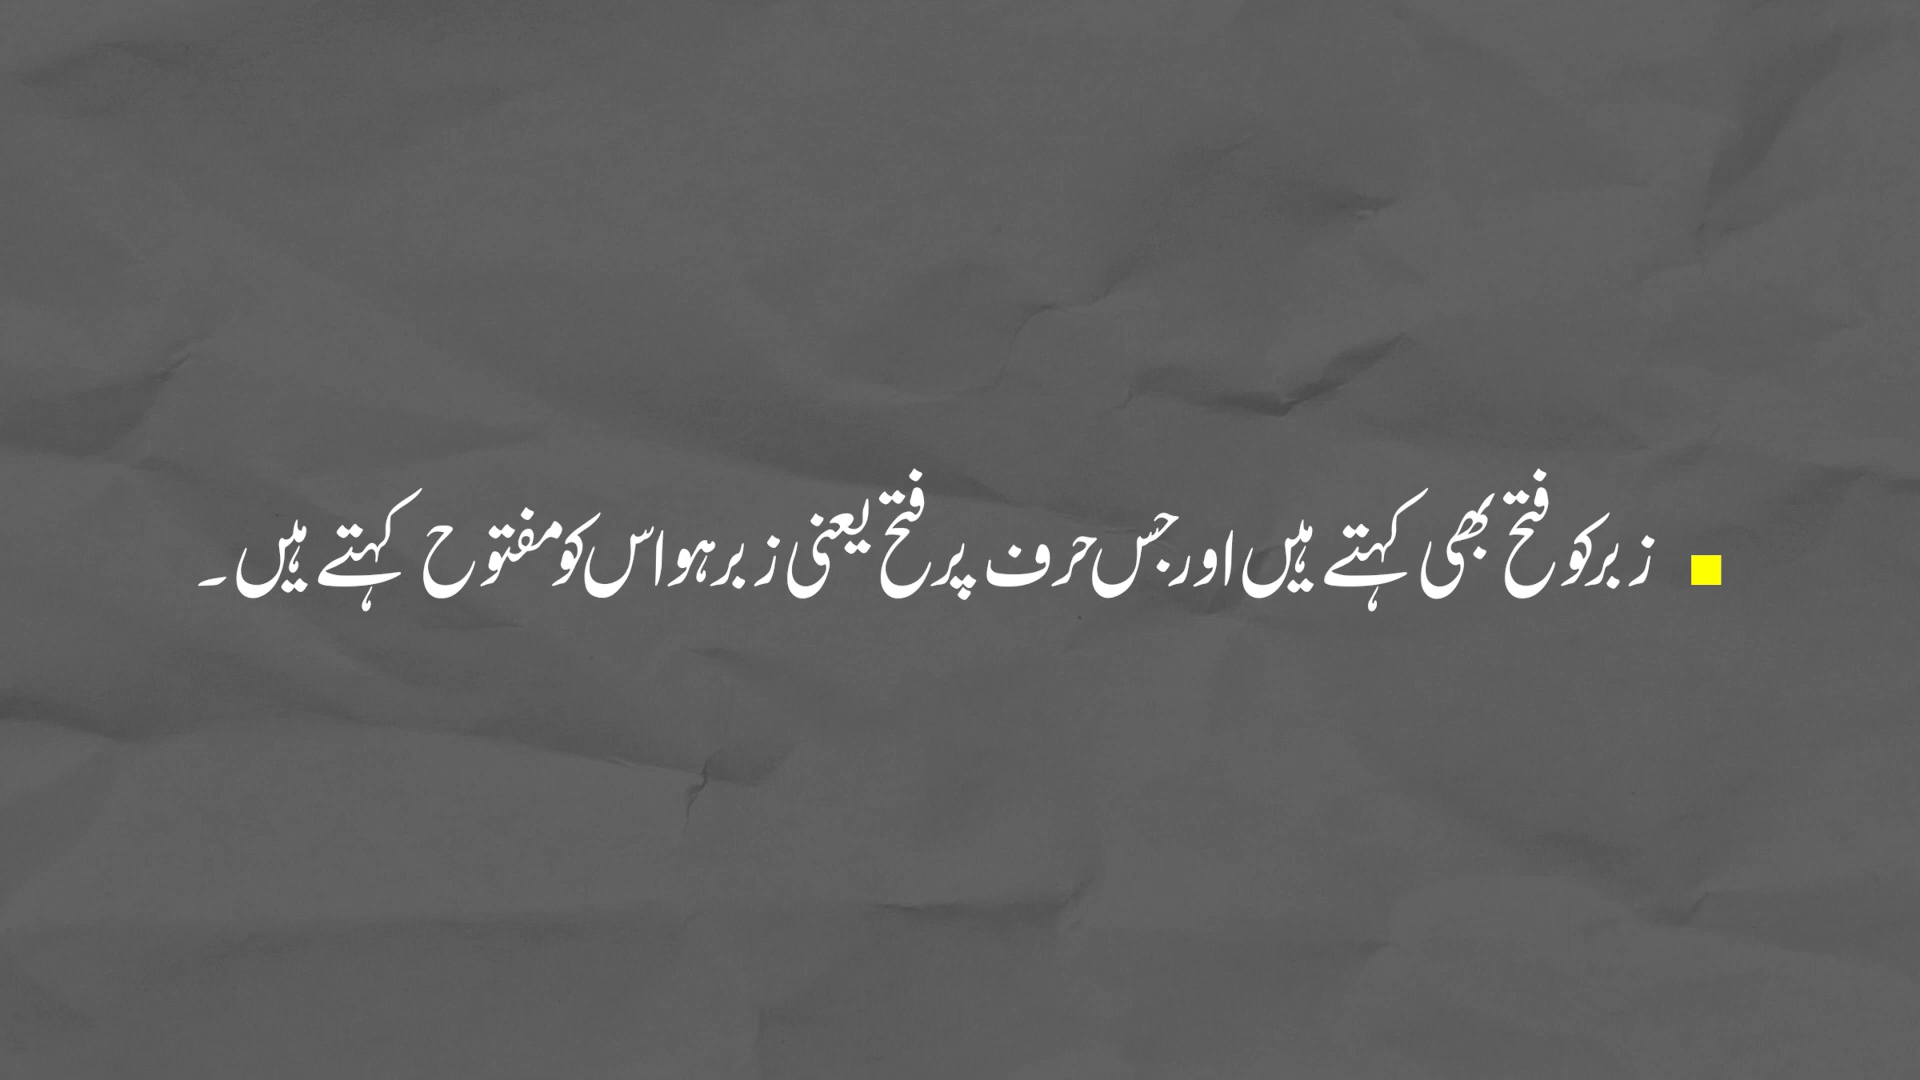 زبر کو فتح بھی کہتے ہیں اور جس حرف پر فتح یعنی زبر ہو اس کو مفتوح کہتے ہیں۔